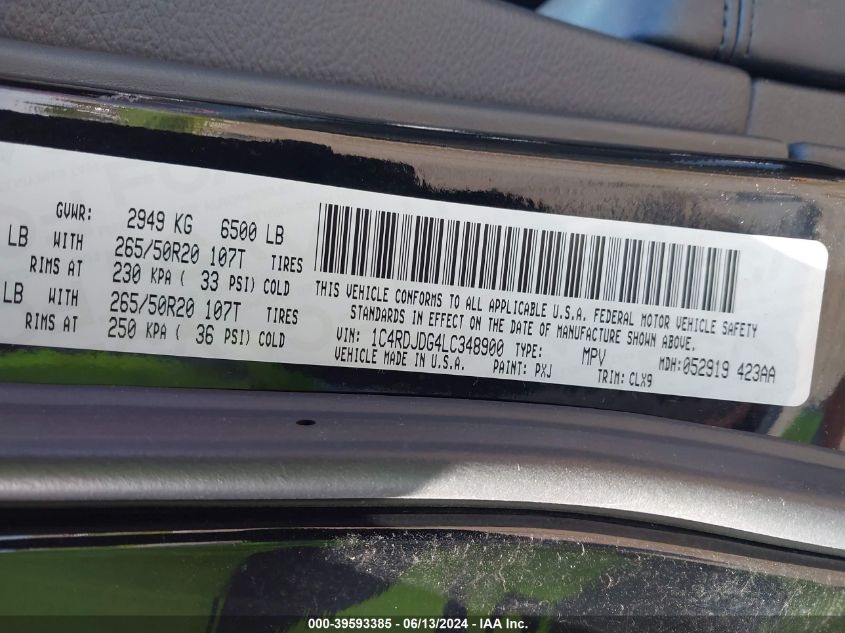 GVWR: 2949 KG 6500 LB
LB WITH 265/50R20 107T TIRES
RIMS AT 230 KPA ( 33 PSI) COLD
LB WITH 265/50R20 107T TIRES
RIMS AT 250 KPA ( 36 PSI) COLD
THIS VEHICLE CONFORMS TO ALL APPLICABLE U.S.A. FEDERAL MOTOR VEHICLE SAFETY
STANDARDS IN EFFECT ON THE DATE OF MANUFACTURE SHOWN ABOVE.
VIN: 1C4RDJDG4LC348900 TYPE: MPV MDH: 052919 423AA
VEHICLE MADE IN U.S.A. PAINT: PXJ TRIM: CLX9
000-39593385 - 06/13/2024 - IAA Inc.